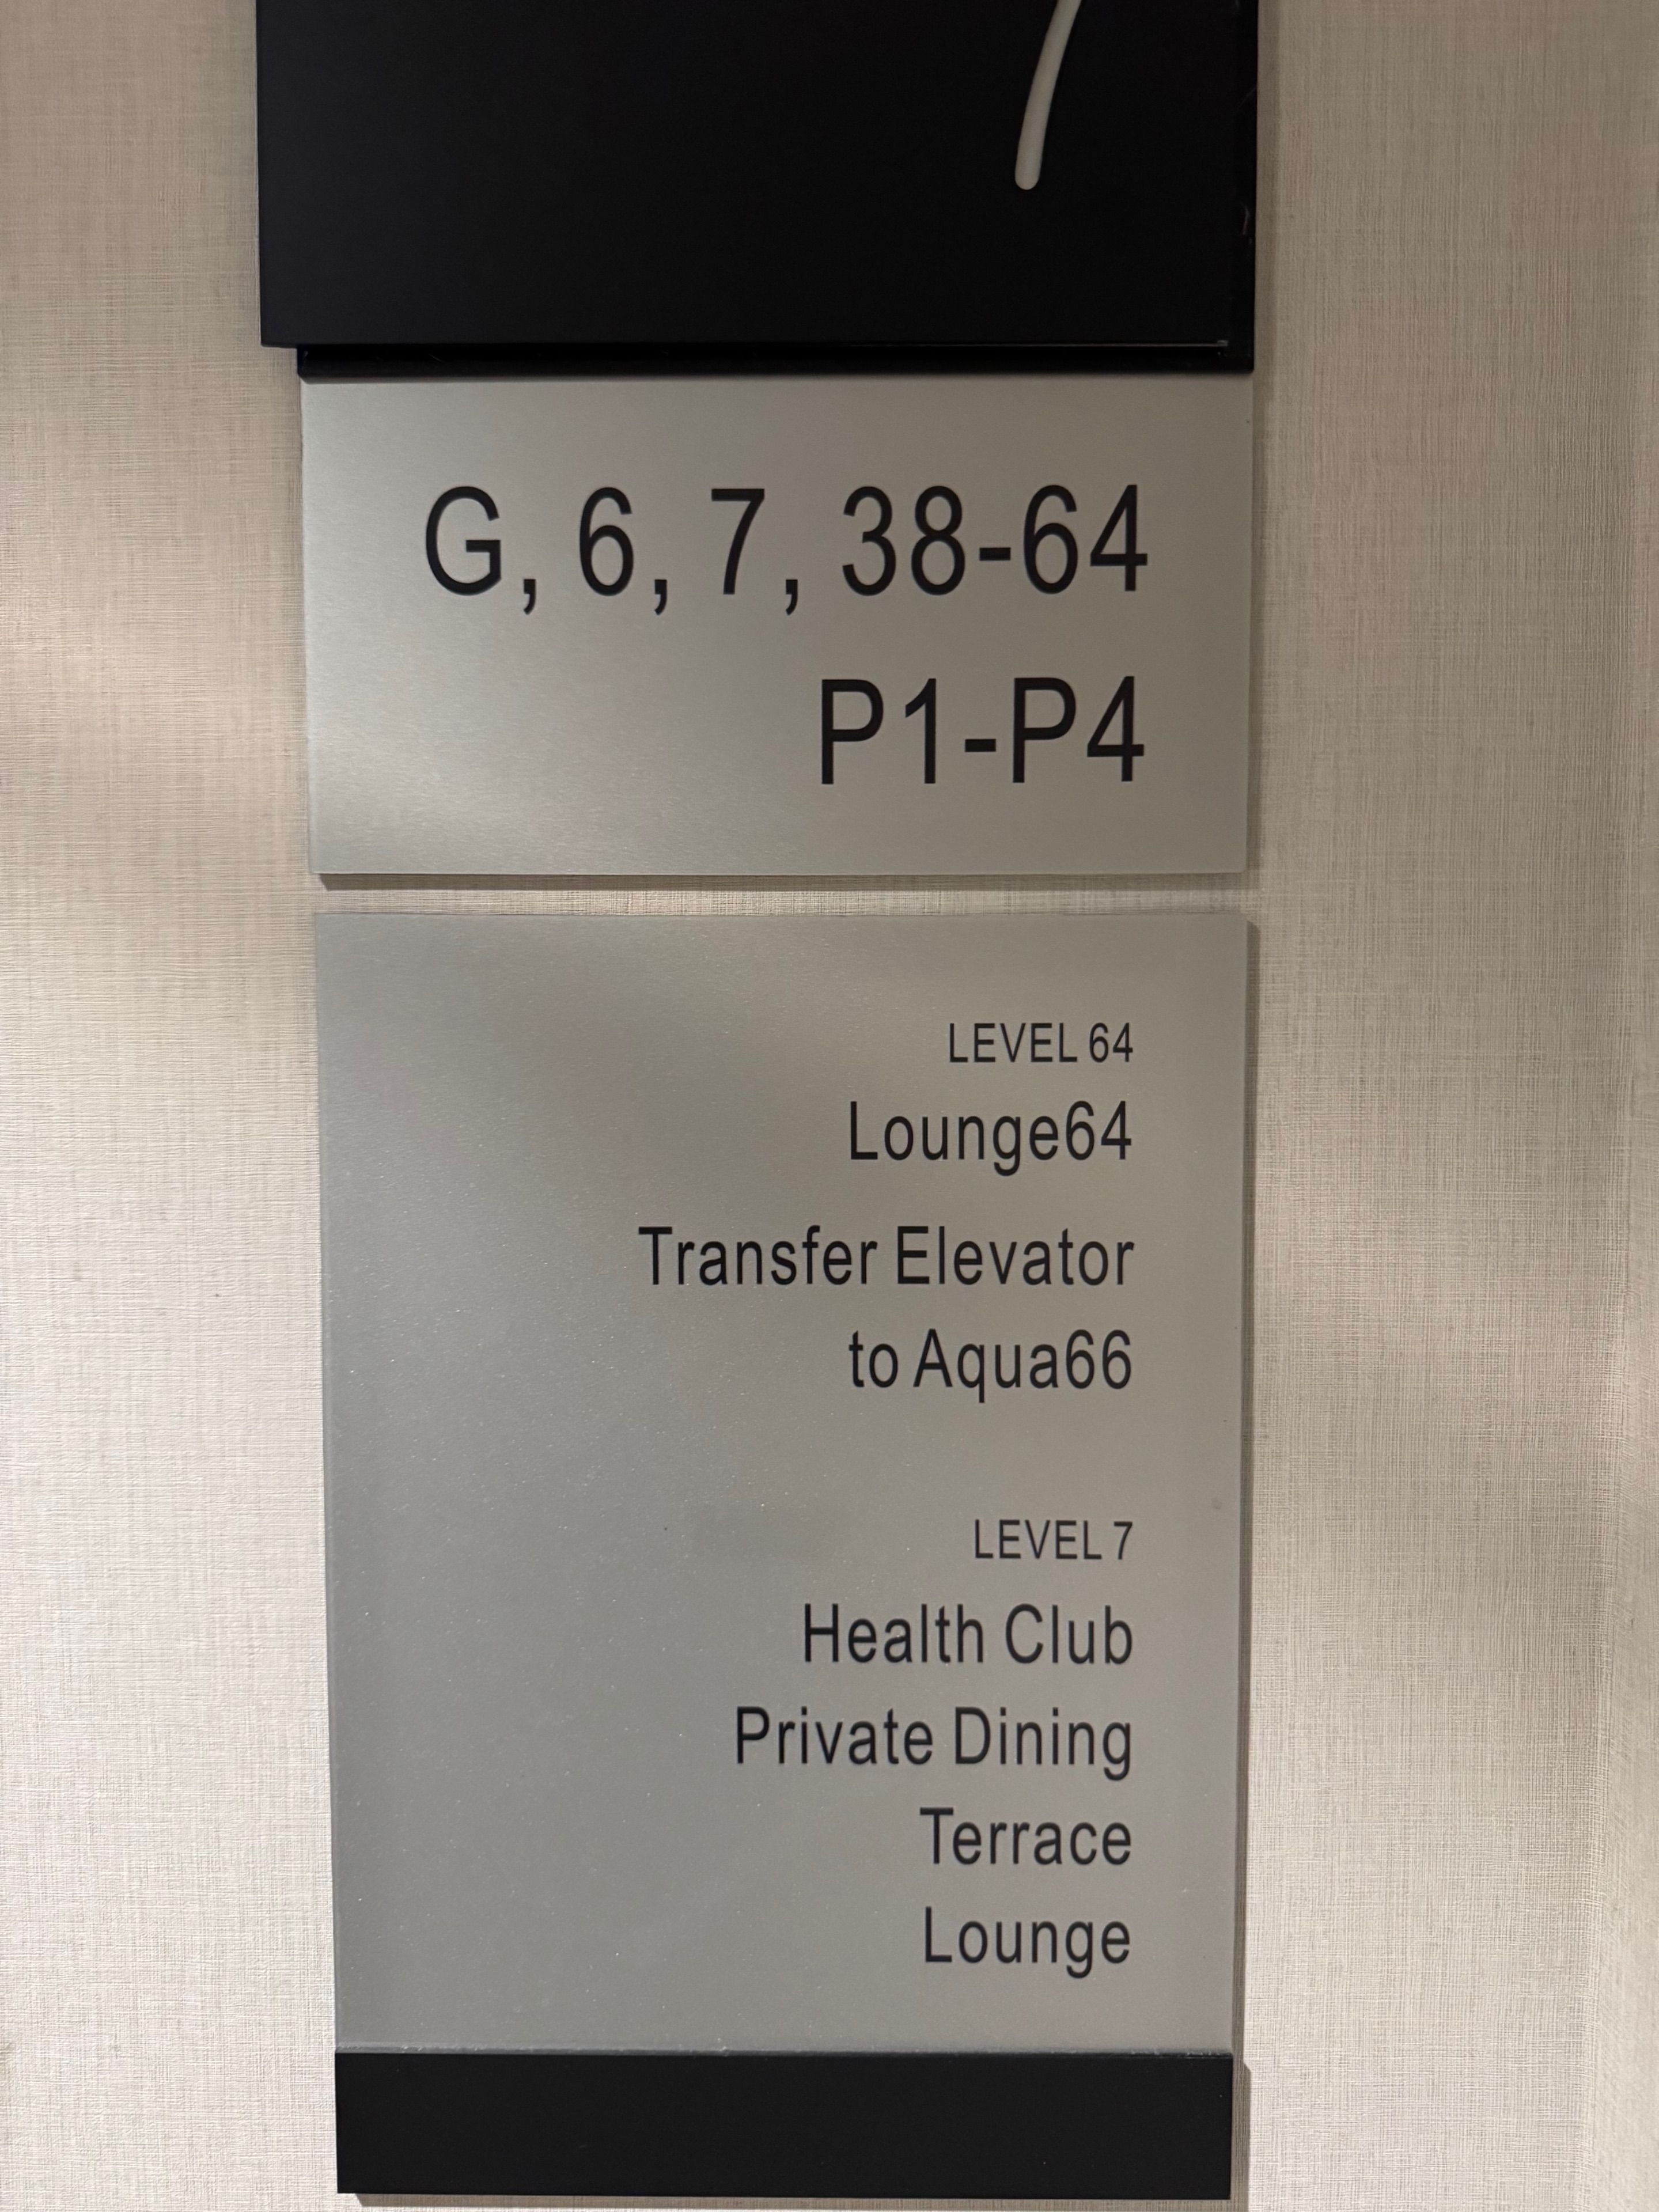 G, 6, 7, 38-64
P1-P4
LEVEL 64
Lounge64
Transfer Elevator
to Aqua66
LEVEL 7
Health Club
Private Dining
Terrace
Lounge